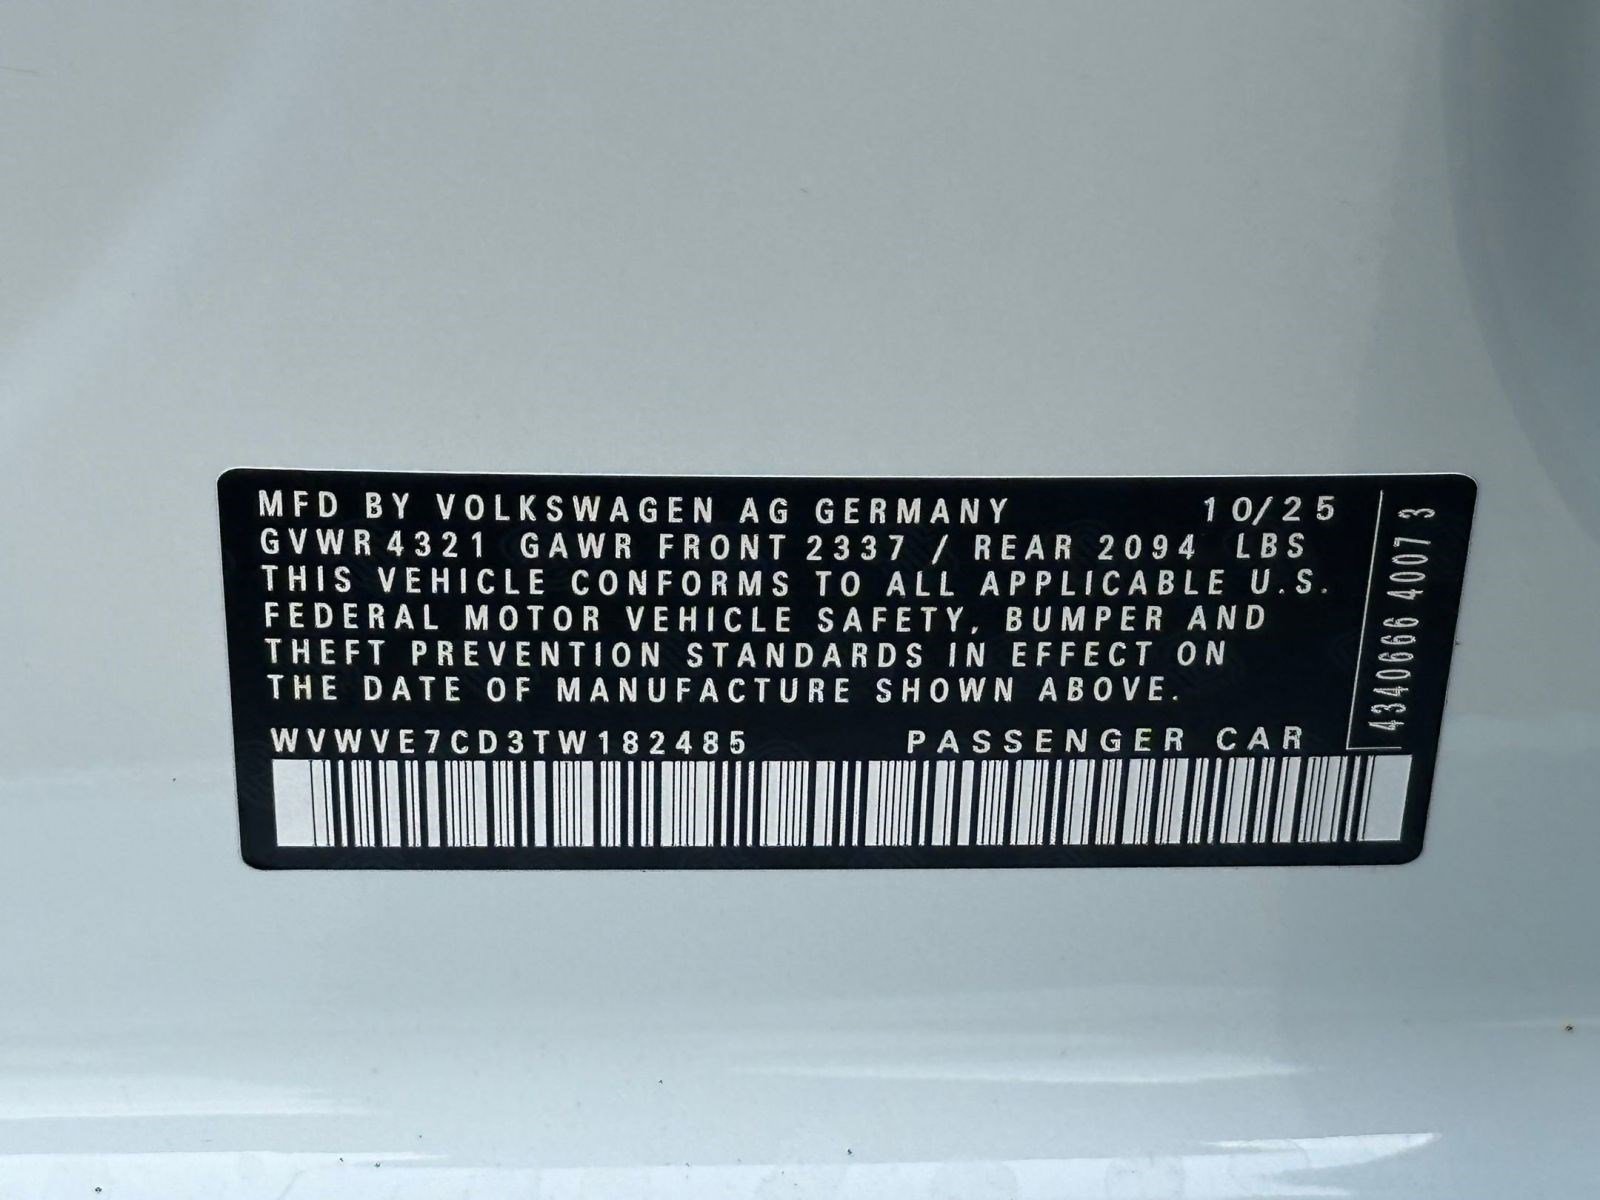 MFD BY VOLKSWAGEN AG GERMANY 10/25
GVWR 4321 GAWR FRONT 2337 / REAR 2094 LBS
THIS VEHICLE CONFORMS TO ALL APPLICABLE U.S.
FEDERAL MOTOR VEHICLE SAFETY, BUMPER AND
THEFT PREVENTION STANDARDS IN EFFECT ON
THE DATE OF MANUFACTURE SHOWN ABOVE.
WVWVE7CD3TW182485 PASSENGER CAR
4340666 4007 3